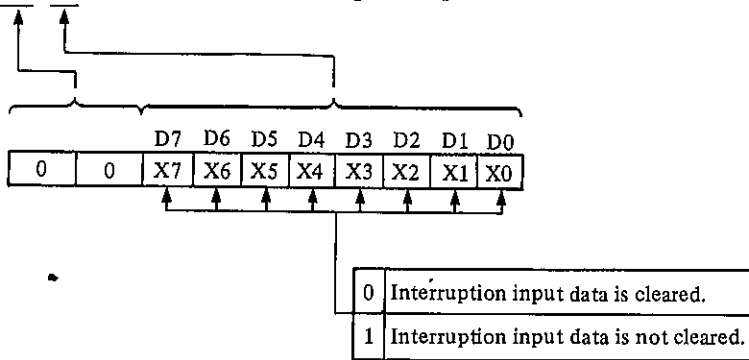 D7 D6 D5 D4 D3 D2 D1 D0
0 0 X7 X6 X5 X4 X3 X2 X1 X0
0 Interruption input data is cleared.
1 Interruption input data is not cleared.